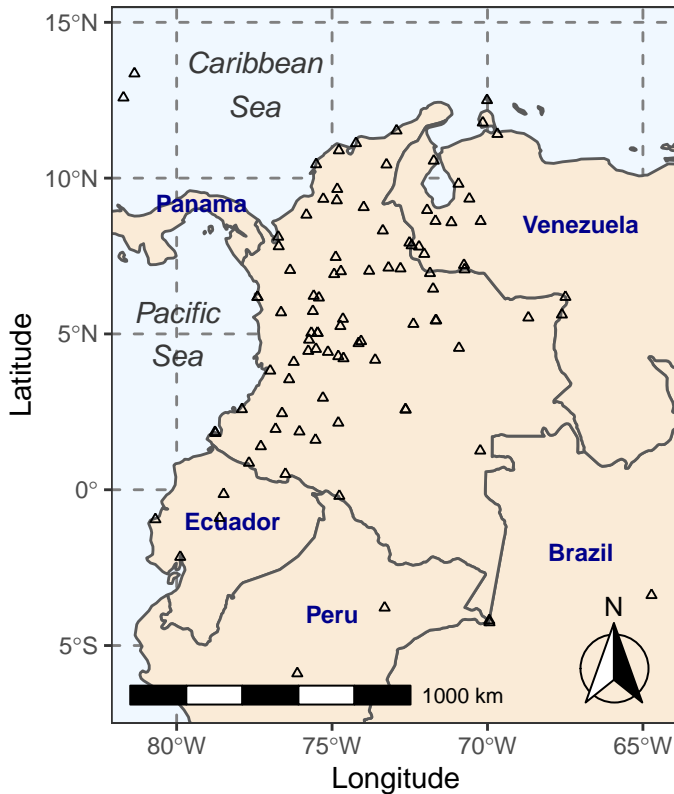 15°N
Caribbean
Sea
10°N
Panama
Venezuela
Pacific
Sea
5°N
Latitude
0°
Ecuador
Brazil
Peru
N
5°S
1000 km
80°W
75°W
70°W
65°W
Longitude